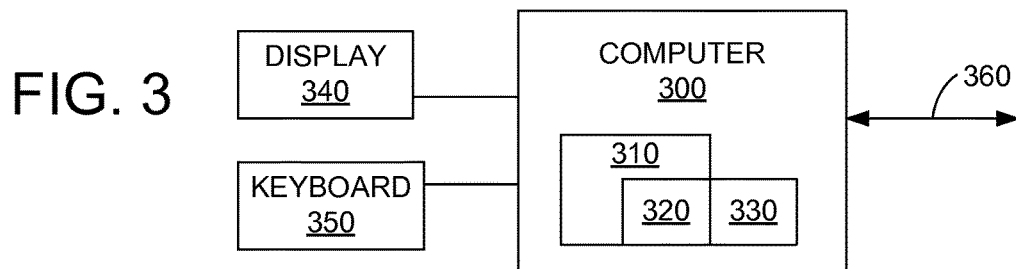 FIG. 3
DISPLAY
340
KEYBOARD
350
COMPUTER
300
310
320 330
360